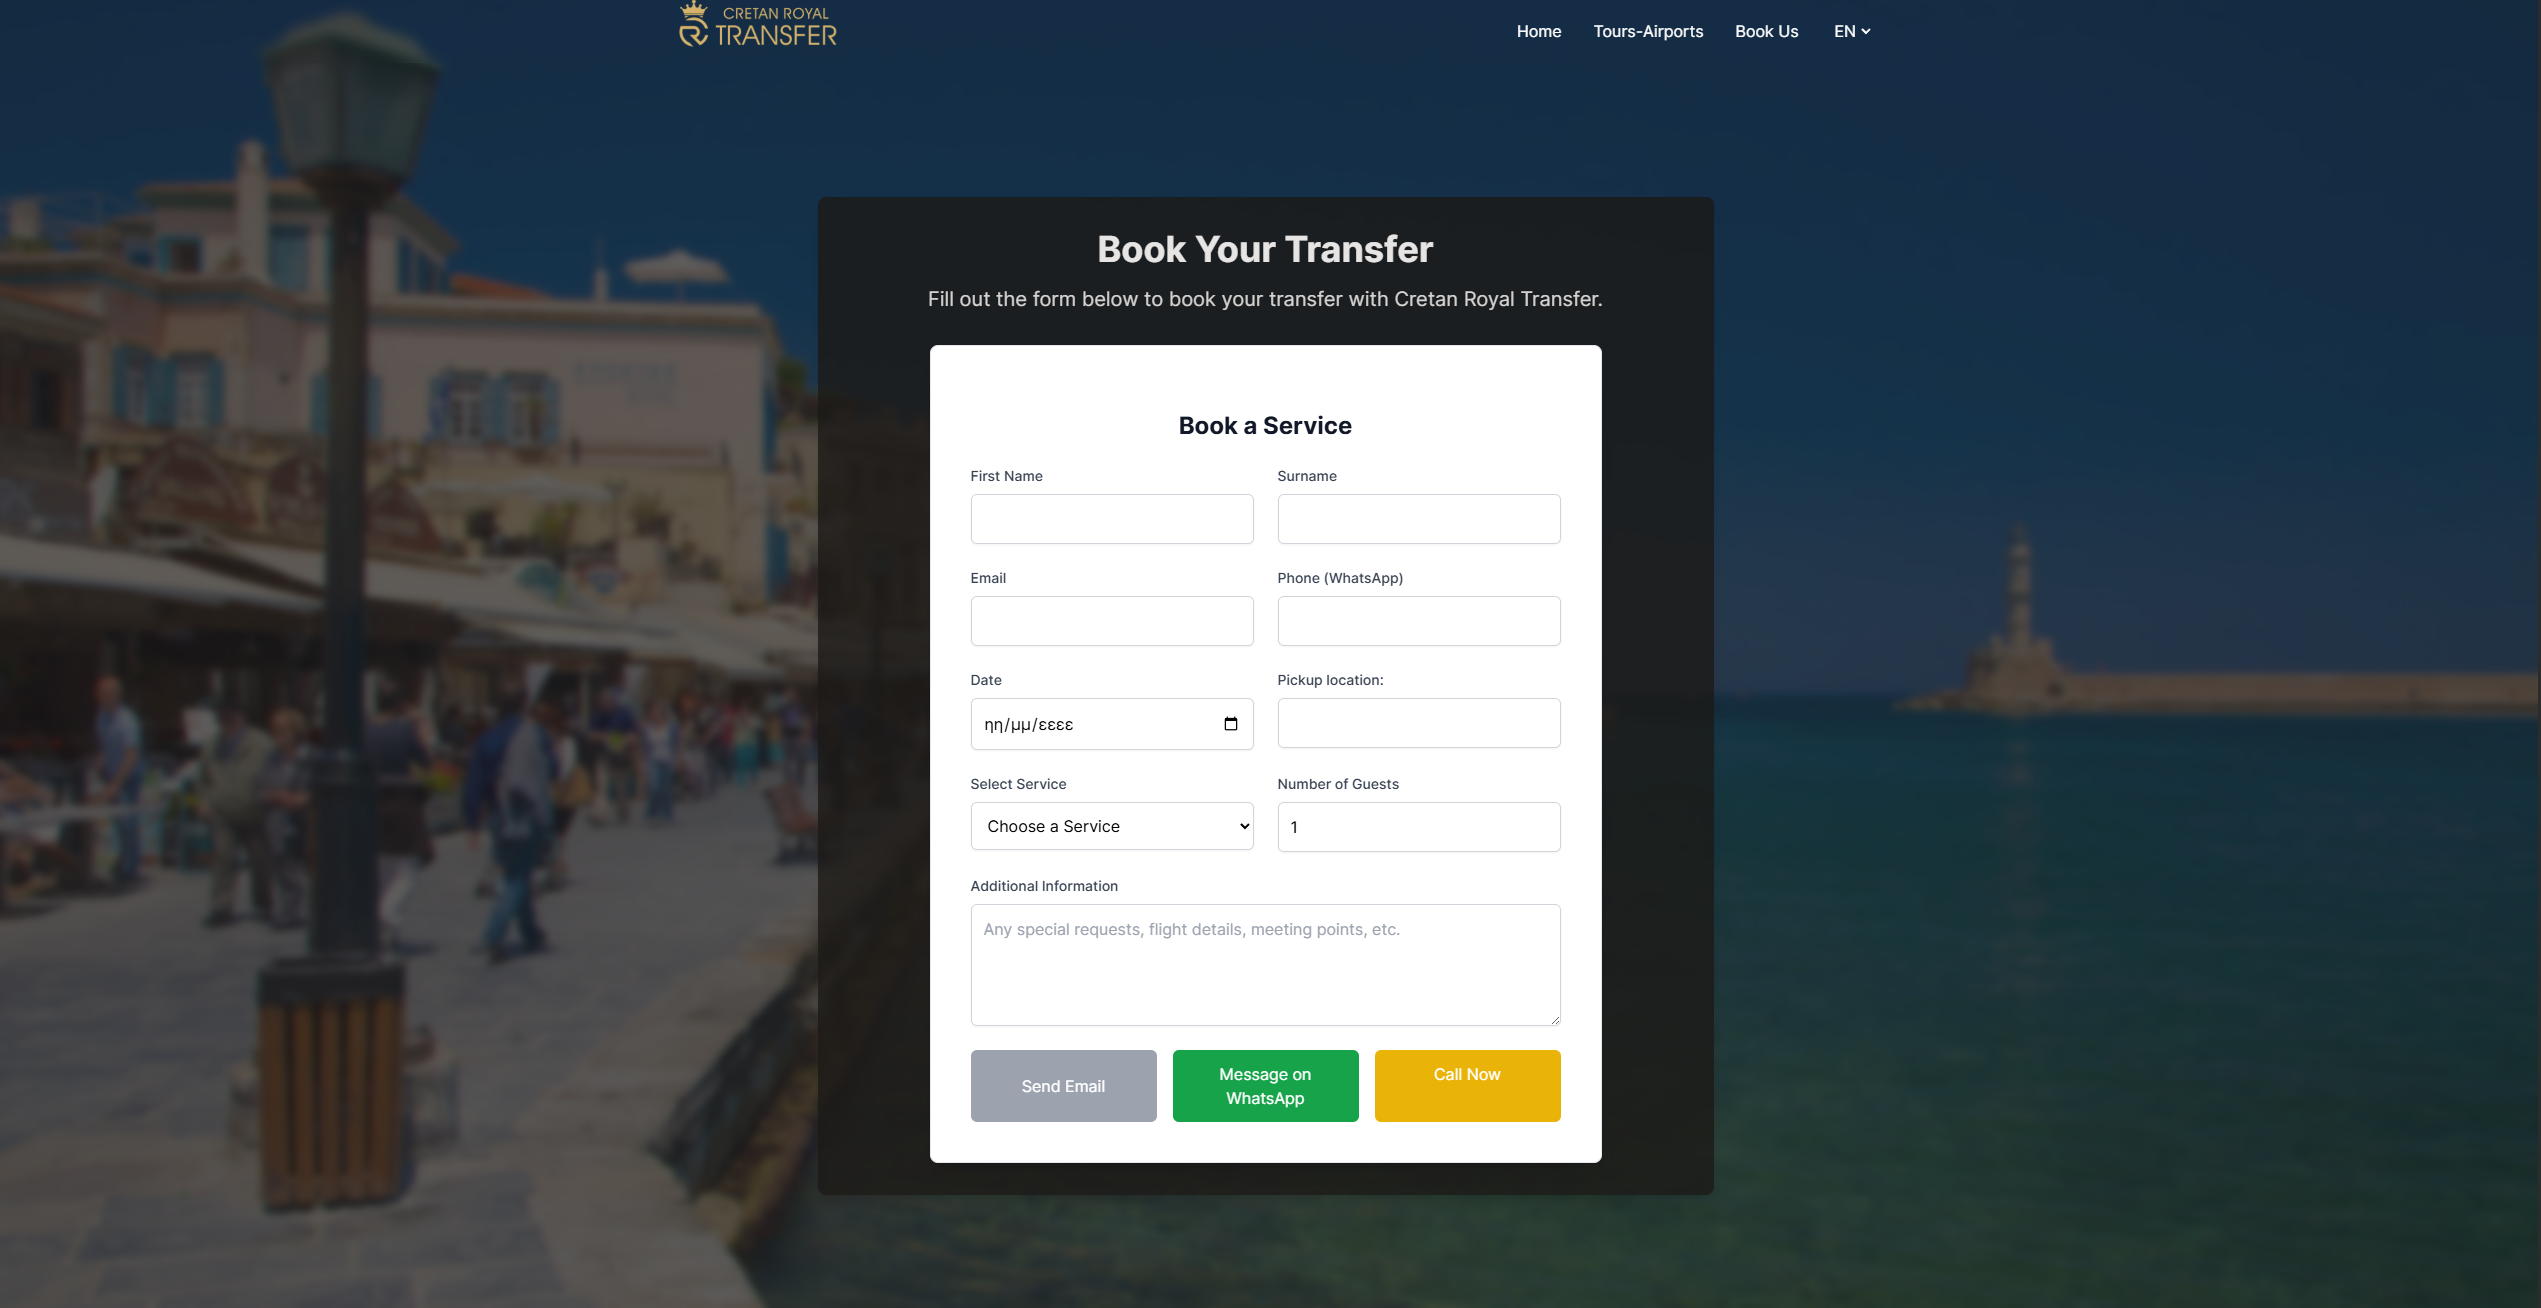 CRETAN ROYAL
TRANSFER
Home
Tours-Airports
Book Us
EN
Book Your Transfer
Fill out the form below to book your transfer with Cretan Royal Transfer.
Book a Service
First Name
Surname
Email
Phone (WhatsApp)
Date
Pickup location:
ηη/μμ/εεεε
Select Service
Number of Guests
Choose a Service
1
Additional Information
Any special requests, flight details, meeting points, etc.
Send Email
Message on
WhatsApp
Call Now